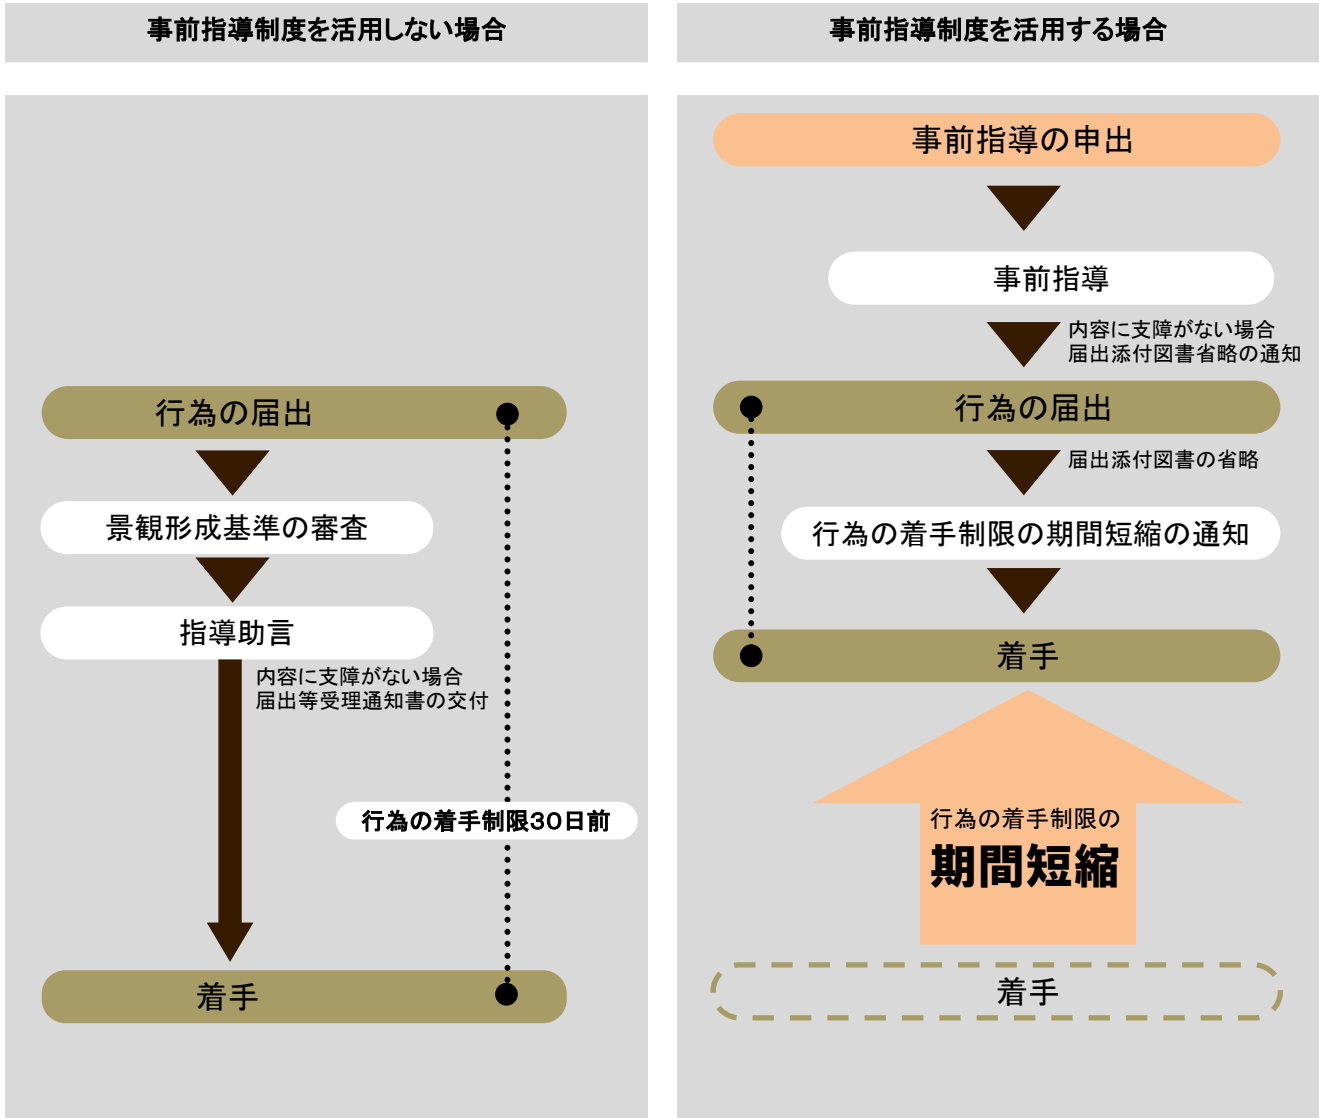 事前指導制度を活用しない場合
行為の届出
景観形成基準の審査
指導助言
内容に支障がない場合
届出等受理通知書の交付
行為の着手制限30日前
着手
事前指導制度を活用する場合
事前指導の申出
事前指導
内容に支障がない場合
届出添付図書省略の通知
行為の届出
届出添付図書の省略
行為の着手制限の期間短縮の通知
着手
行為の着手制限の
期間短縮
着手